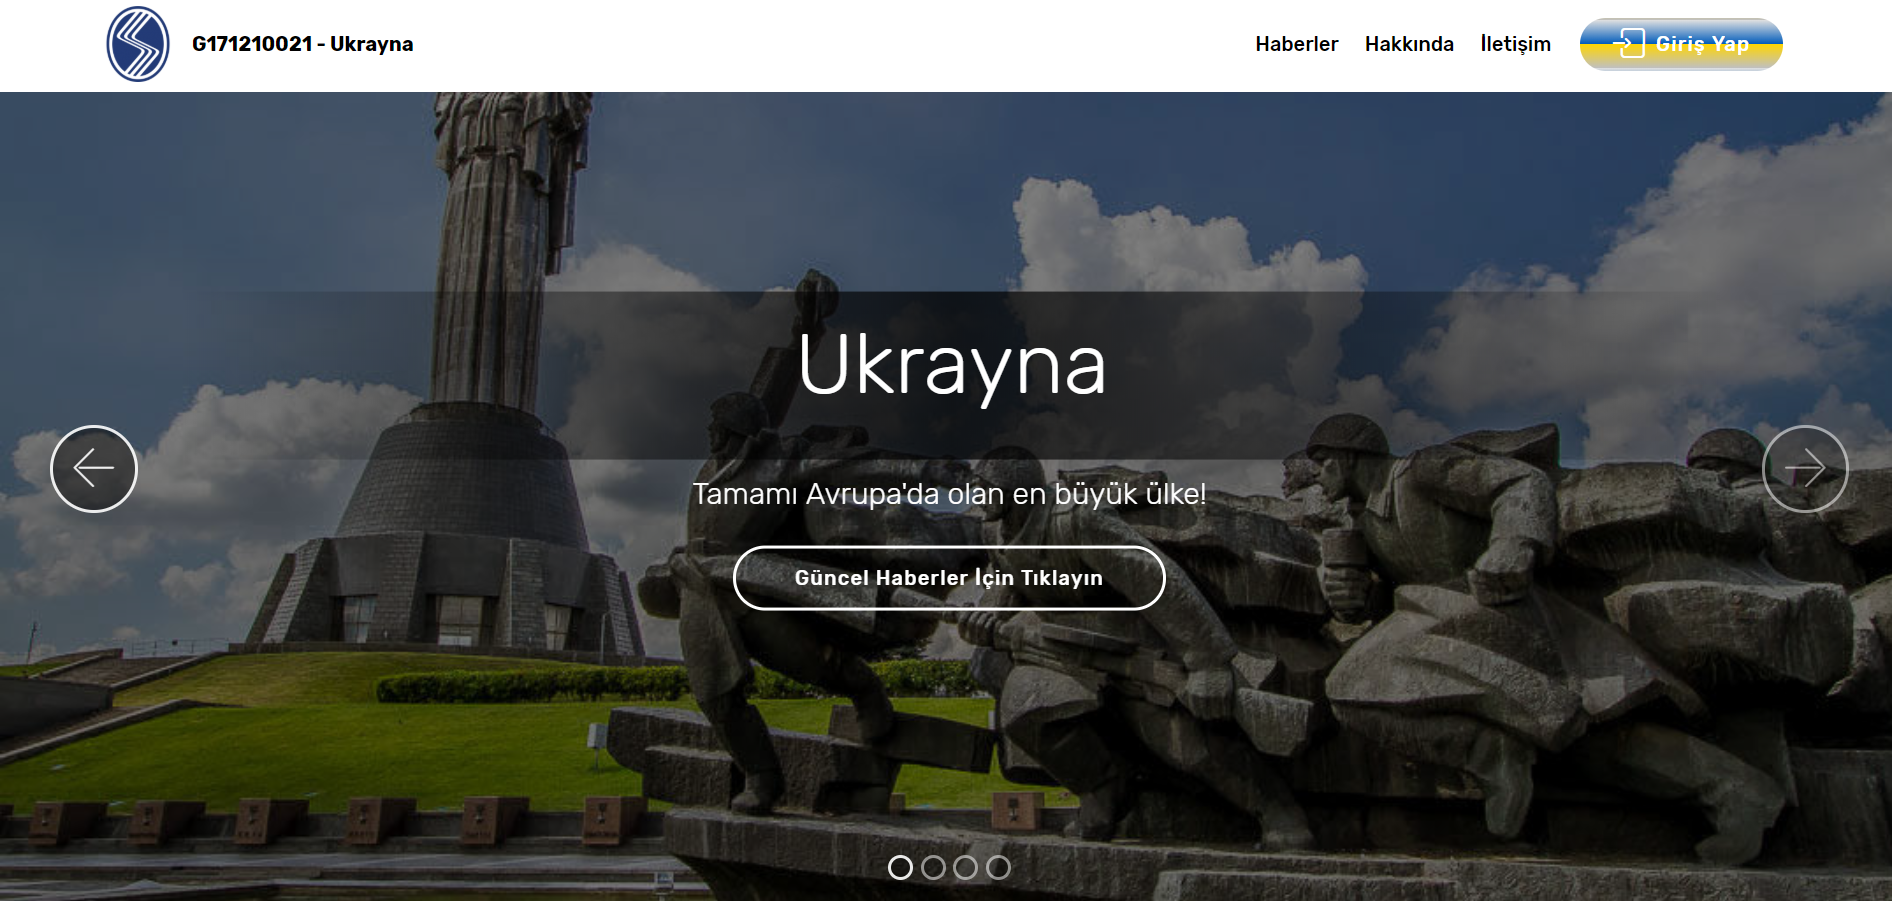 G171210021 - Ukrayna
Haberler Hakkında İletişim Giriş Yap
Ukrayna
Tamamı Avrupa'da olan en büyük ülke!
Güncel Haberler İçin Tıklayın